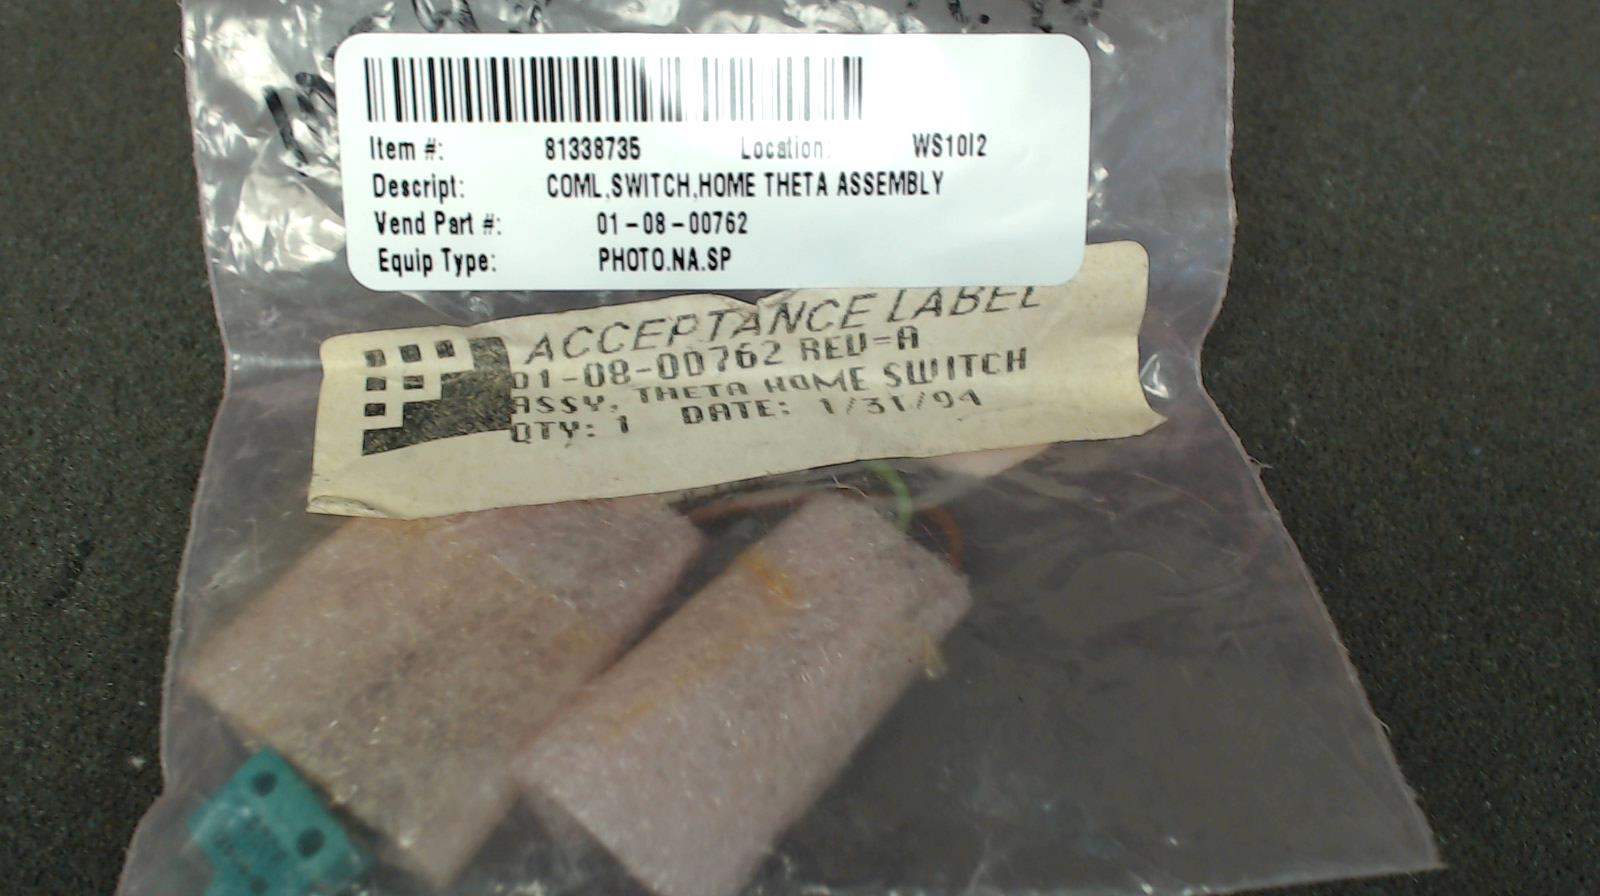 Item #: 81338735 Location: WS10I2
Descript: COML,SWITCH,HOME THETA ASSEMBLY
Vend Part #: 01-08-00762
Equip Type: PHOTO.NA.SP
ACCEPTANCE LABEL
01-08-00762 REV=A
ASSY, THETA HOME SWITCH
QTY: 1 DATE: 1/31/94